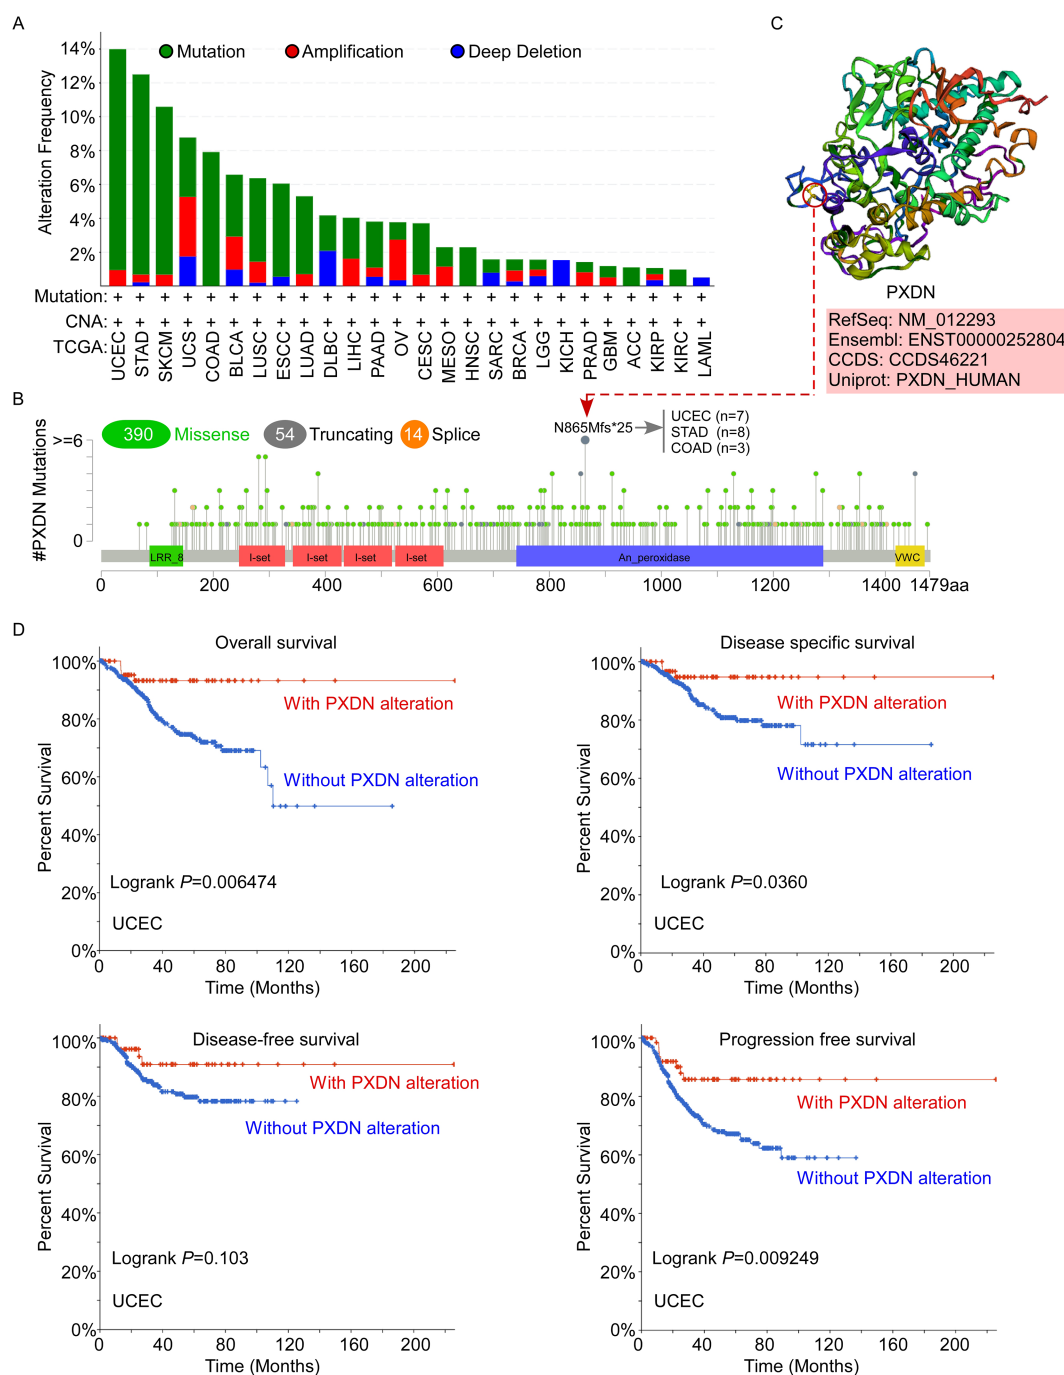 A
Mutation
Amplification
Deep Deletion
Alteration Frequency
14%
12%
10%
8%
6%
4%
2%
Mutation: + + + + + + + + + + + + + + + + + + + + + + + + + +
CNA: + + + + + + + + + + + + + + + + + + + + + + + + + +
TCGA: UCEC STAD SKCM UCS COAD BLCA LUSC ESCC LUAD DLBC LIHC PAAD OV CESC MESO HNSC SARC BRCA LGG KICH PRAD GBM ACC KIRP KIRC LAML
C
PXDN
RefSeq: NM_012293
Ensembl: ENST00000252804
CCDS: CCDS46221
Uniprot: PXDN_HUMAN
B
390 Missense
54 Truncating
14 Splice
N865Mfs*25
UCEC (n=7)
STAD (n=8)
COAD (n=3)
#PXDN Mutations
>=6
0
LRR_8 I-set I-set I-set I-set An_peroxidase VWC
0 200 400 600 800 1000 1200 1400 1479aa
D
Overall survival
Percent Survival
100%
80%
60%
40%
20%
0%
With PXDN alteration
Without PXDN alteration
Logrank P=0.006474
UCEC
0 40 80 120 160 200
Time (Months)
Disease specific survival
Percent Survival
100%
80%
60%
40%
20%
0%
With PXDN alteration
Without PXDN alteration
Logrank P=0.0360
UCEC
0 40 80 120 160 200
Time (Months)
Disease-free survival
Percent Survival
100%
80%
60%
40%
20%
0%
With PXDN alteration
Without PXDN alteration
Logrank P=0.103
UCEC
0 40 80 120 160 200
Time (Months)
Progression free survival
Percent Survival
100%
80%
60%
40%
20%
0%
With PXDN alteration
Without PXDN alteration
Logrank P=0.009249
UCEC
0 40 80 120 160 200
Time (Months)